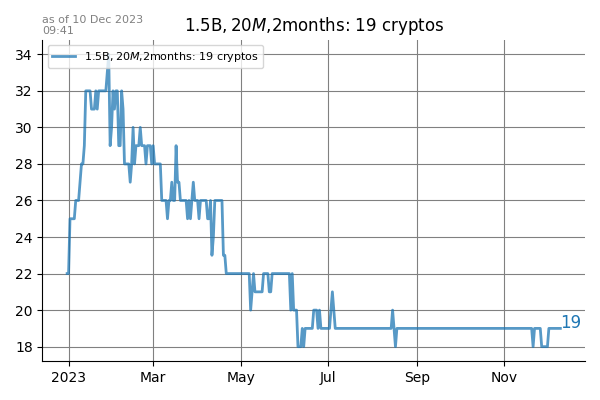 as of 10 Dec 2023
09:41
1.5B, 20M,2months: 19 cryptos
1.5B, 20M,2months: 19 cryptos
34
32
30
28
26
24
22
20
18
19
2023
Mar
May
Jul
Sep
Nov